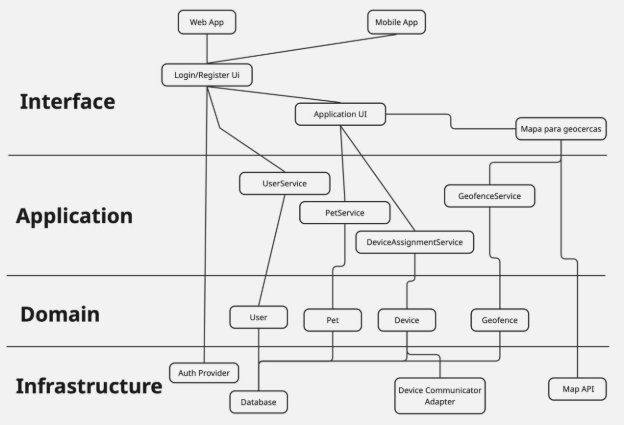 Web App
Mobile App
Login/Register Ui
Interface
Application UI
Mapa para geocercas
UserService
GeofenceService
Application
PetService
DeviceAssignmentService
Domain
User
Pet
Device
Geofence
Auth Provider
Infrastructure
Database
Device Communicator
Adapter
Map API